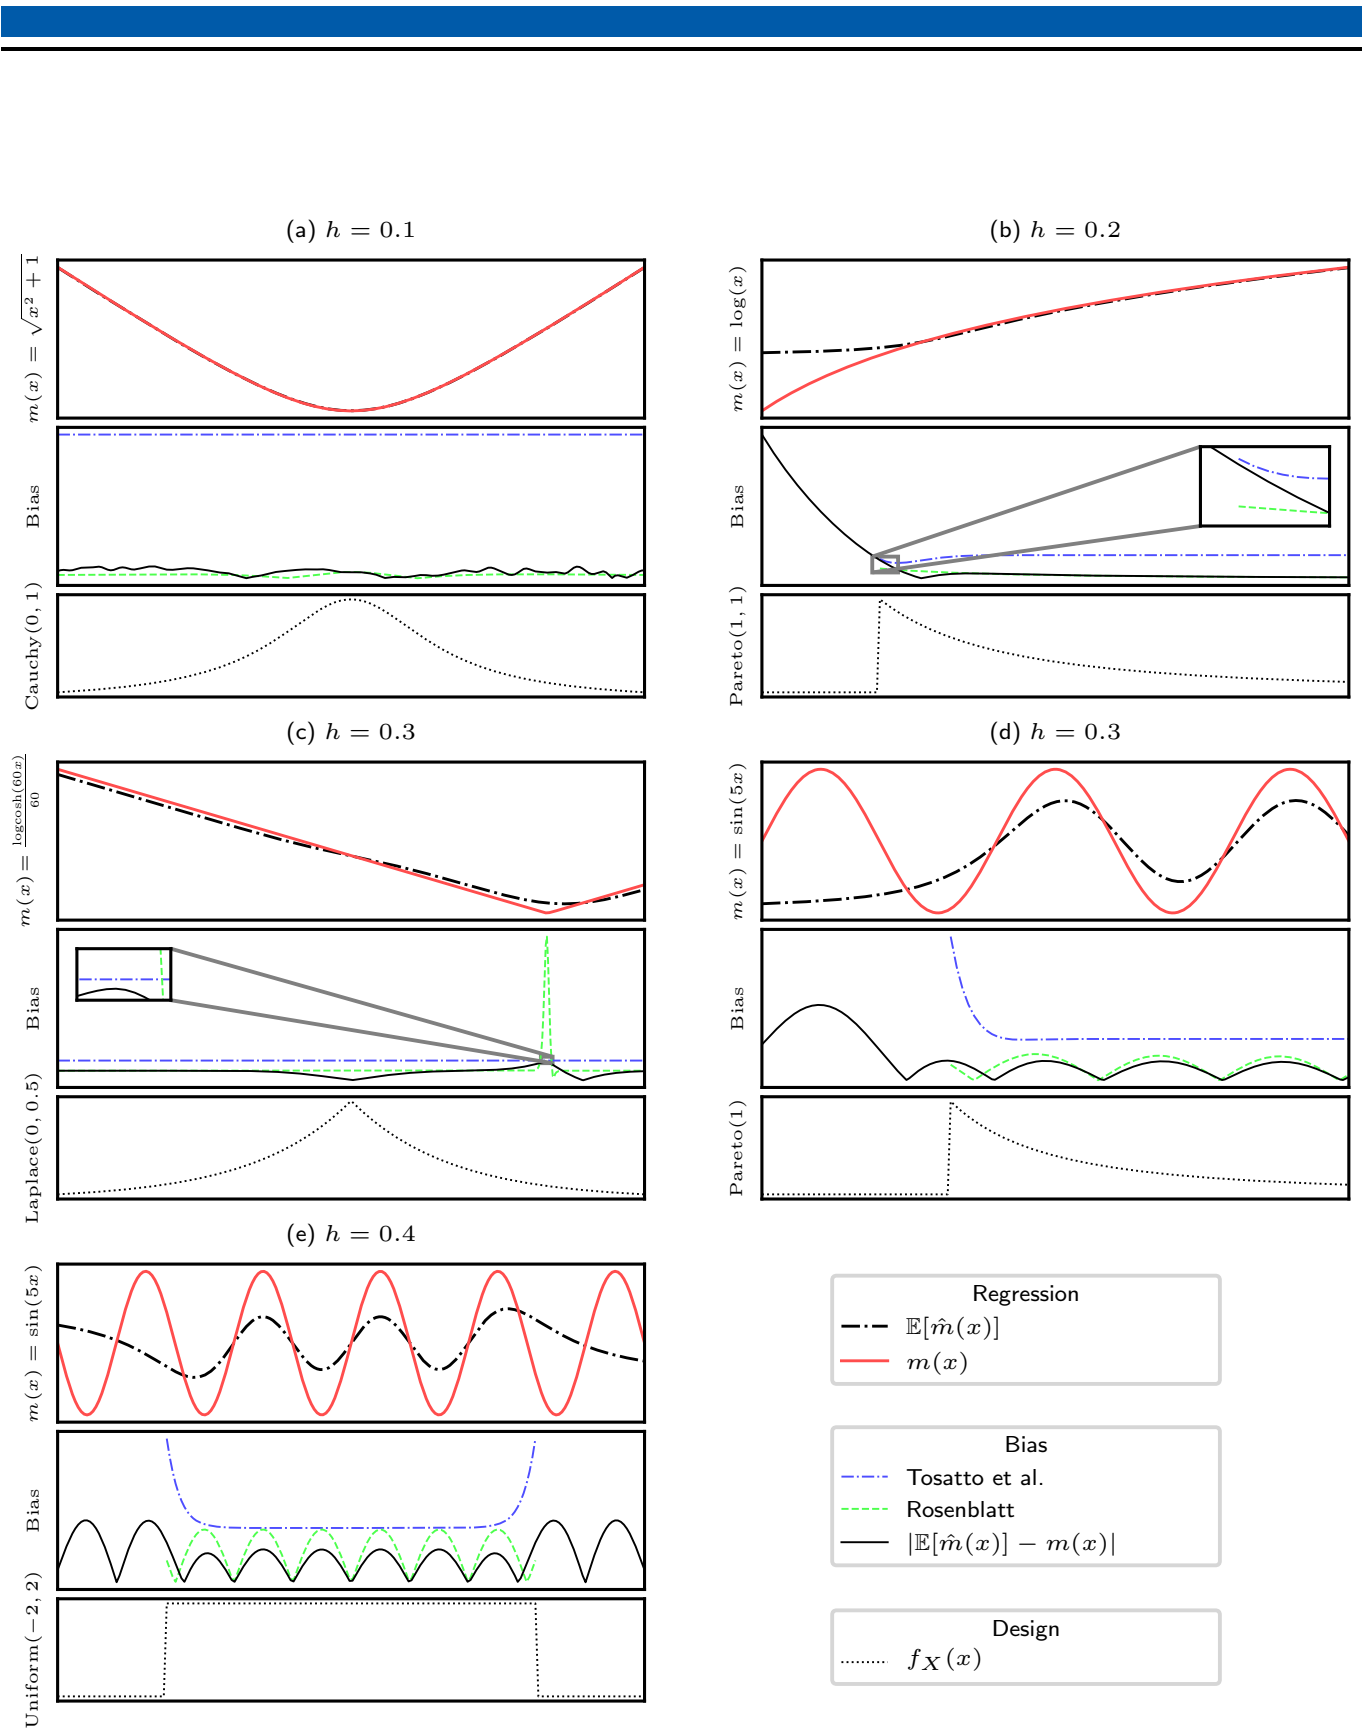 (a) h = 0.1
m(x) = √x² + 1
Bias
Cauchy(0, 1)
(b) h = 0.2
m(x) = log(x)
Bias
Pareto(1, 1)
(c) h = 0.3
m(x) = logcosh(60x) / 60
Bias
Laplace(0, 0.5)
(d) h = 0.3
m(x) = sin(5x)
Bias
Pareto(1)
(e) h = 0.4
m(x) = sin(5x)
Bias
Uniform(−2, 2)
Regression
𝔼[m̂(x)]
m(x)
Bias
Tosatto et al.
Rosenblatt
|𝔼[m̂(x)] − m(x)|
Design
f_X(x)